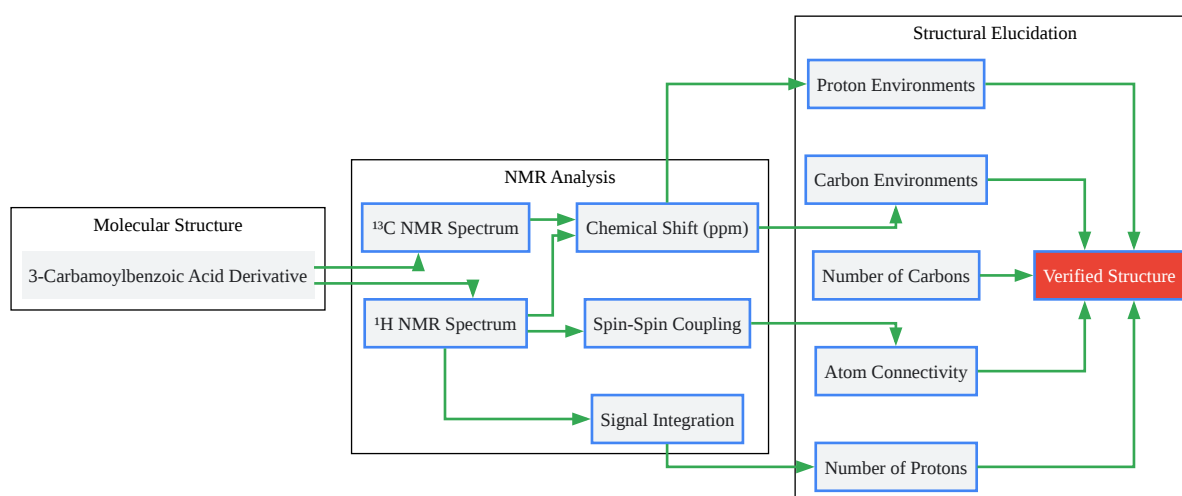 Structural Elucidation
Proton Environments
NMR Analysis
Carbon Environments
Molecular Structure
¹³C NMR Spectrum
Chemical Shift (ppm)
3-Carbamoylbenzoic Acid Derivative
Number of Carbons
Verified Structure
¹H NMR Spectrum
Spin-Spin Coupling
Atom Connectivity
Signal Integration
Number of Protons